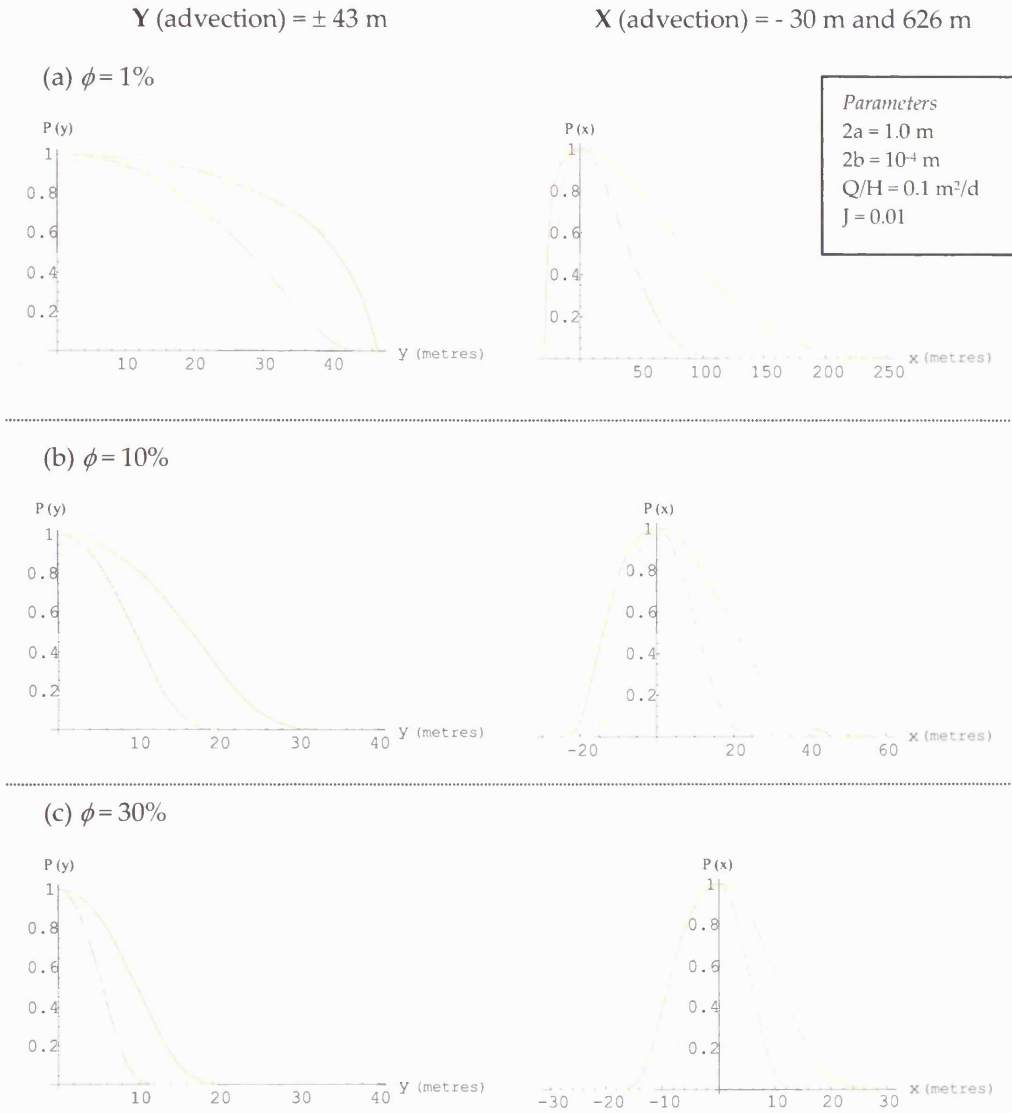 Y (advection) = ± 43 m
X (advection) = - 30 m and 626 m
(a) ϕ = 1%
Parameters
2a = 1.0 m
2b = 10⁻⁴ m
Q/H = 0.1 m²/d
J = 0.01
P (y)
1
0.8
0.6
0.4
0.2
10 20 30 40 y (metres)
P (x)
1
0.8
0.6
0.4
0.2
50 100 150 200 250 x (metres)
(b) ϕ = 10%
P (y)
1
0.8
0.6
0.4
0.2
10 20 30 40 y (metres)
P (x)
1
0.8
0.6
0.4
0.2
-20 20 40 60 x (metres)
(c) ϕ = 30%
P (y)
1
0.8
0.6
0.4
0.2
10 20 30 40 y (metres)
P (x)
1
0.8
0.6
0.4
0.2
-30 -20 -10 10 20 30 x (metres)